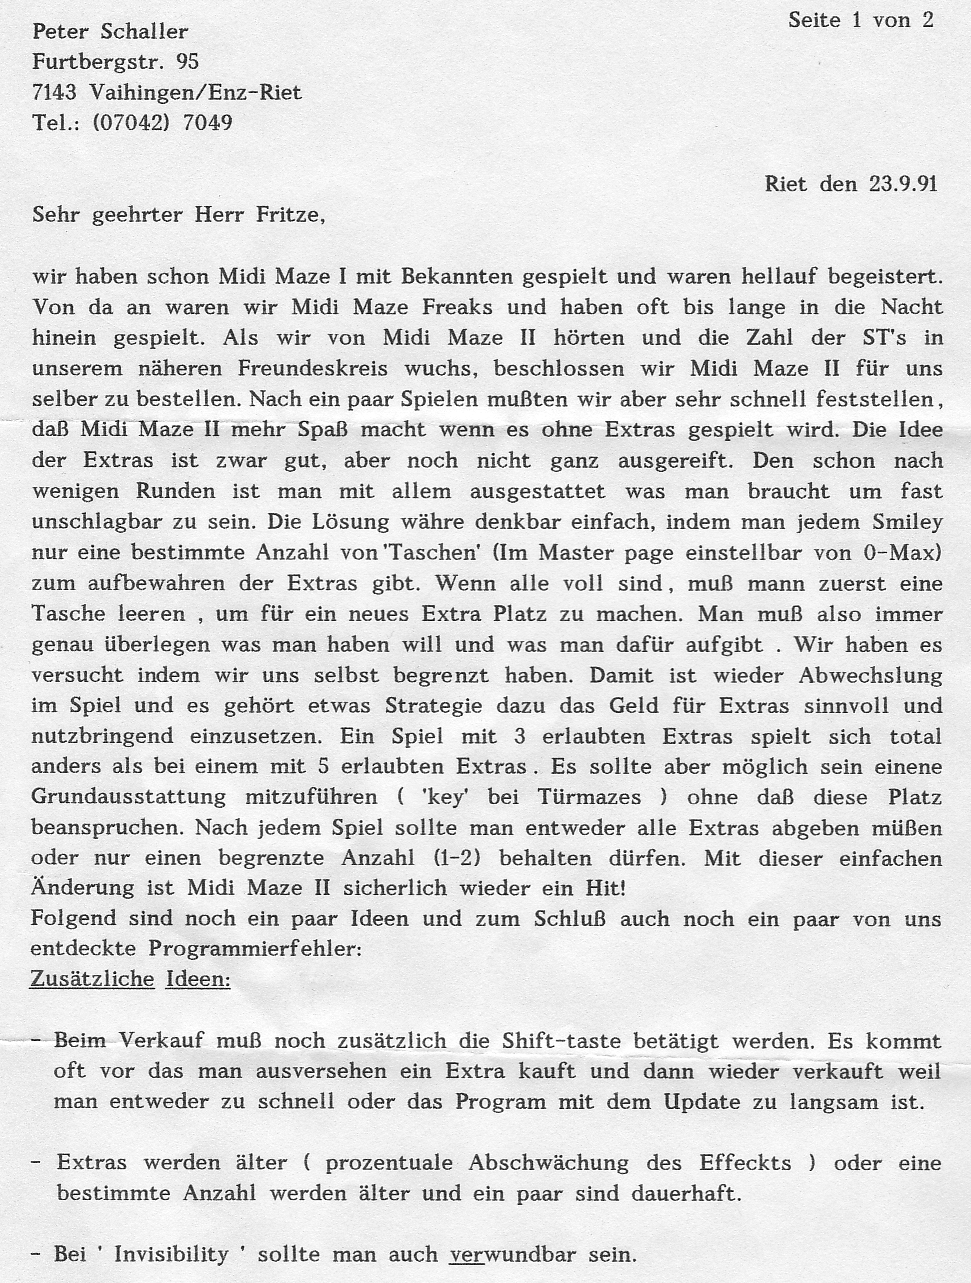 Seite 1 von 2
Peter Schaller
Furtbergstr. 95
7143 Vaihingen/Enz-Riet
Tel.: (07042) 7049
Riet den 23.9.91
Sehr geehrter Herr Fritze,
wir haben schon Midi Maze I mit Bekannten gespielt und waren hellauf begeistert.
Von da an waren wir Midi Maze Freaks und haben oft bis lange in die Nacht
hinein gespielt. Als wir von Midi Maze II hörten und die Zahl der ST's in
unserem näheren Freundeskreis wuchs, beschlossen wir Midi Maze II für uns
selber zu bestellen. Nach ein paar Spielen mußten wir aber sehr schnell feststellen,
daß Midi Maze II mehr Spaß macht wenn es ohne Extras gespielt wird. Die Idee
der Extras ist zwar gut, aber noch nicht ganz ausgereift. Den schon nach
wenigen Runden ist man mit allem ausgestattet was man braucht um fast
unschlagbar zu sein. Die Lösung währe denkbar einfach, indem man jedem Smiley
nur eine bestimmte Anzahl von 'Taschen' (Im Master page einstellbar von 0-Max)
zum aufbewahren der Extras gibt. Wenn alle voll sind, muß mann zuerst eine
Tasche leeren , um für ein neues Extra Platz zu machen. Man muß also immer
genau überlegen was man haben will und was man dafür aufgibt . Wir haben es
versucht indem wir uns selbst begrenzt haben. Damit ist wieder Abwechslung
im Spiel und es gehört etwas Strategie dazu das Geld für Extras sinnvoll und
nutzbringend einzusetzen. Ein Spiel mit 3 erlaubten Extras spielt sich total
anders als bei einem mit 5 erlaubten Extras . Es sollte aber möglich sein einene
Grundausstattung mitzuführen ( 'key' bei Türmazes ) ohne daß diese Platz
beanspruchen. Nach jedem Spiel sollte man entweder alle Extras abgeben müßen
oder nur einen begrenzte Anzahl (1-2) behalten dürfen. Mit dieser einfachen
Änderung ist Midi Maze II sicherlich wieder ein Hit!
Folgend sind noch ein paar Ideen und zum Schluß auch noch ein paar von uns
entdeckte Programmierfehler:
Zusätzliche Ideen:
- Beim Verkauf muß noch zusätzlich die Shift-taste betätigt werden. Es kommt
oft vor das man ausversehen ein Extra kauft und dann wieder verkauft weil
man entweder zu schnell oder das Program mit dem Update zu langsam ist.
- Extras werden älter ( prozentuale Abschwächung des Effeckts ) oder eine
bestimmte Anzahl werden älter und ein paar sind dauerhaft.
- Bei ' Invisibility ' sollte man auch verwundbar sein.